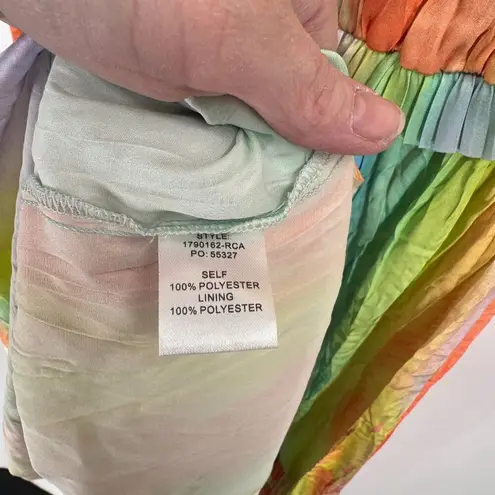 STYLE:
1790162-RCA
PO: 55327
SELF
100% POLYESTER
LINING
100% POLYESTER